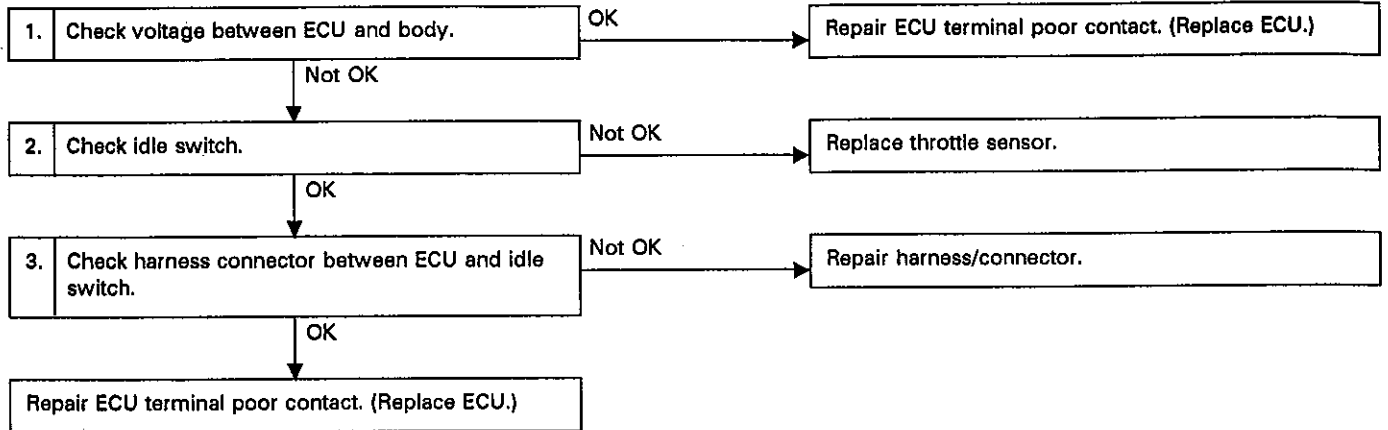 1. Check voltage between ECU and body.
OK
Repair ECU terminal poor contact. (Replace ECU.)
Not OK
2. Check idle switch.
Not OK
Replace throttle sensor.
OK
3. Check harness connector between ECU and idle
switch.
Not OK
Repair harness/connector.
OK
Repair ECU terminal poor contact. (Replace ECU.)